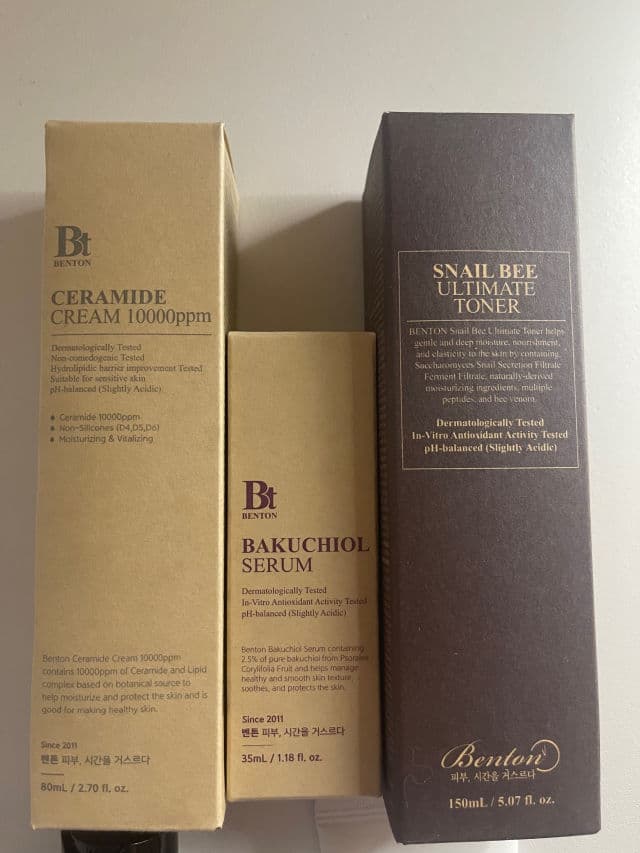 Bt
BENTON
CERAMIDE
CREAM 10000ppm
Dermatologically Tested
Non-comedogenic Tested
Hydrolipidic barrier improvement Tested
Suitable for sensitive skin
pH-balanced (Slightly Acidic)
Ceramide 10000ppm
Non-Silicones (D4,D5,D6)
Moisturizing & Vitalizing
Benton Ceramide Cream 10000ppm
contains 10000ppm of Ceramide and Lipid
complex based on botanical source to
help moisturize and protect the skin and is
good for making healthy skin.
Since 2011
벤튼 피부, 시간을 거스르다
80mL / 2.70 fl. oz.
Bt
BENTON
BAKUCHIOL
SERUM
Dermatologically Tested
In-Vitro Antioxidant Activity Tested
pH-balanced (Slightly Acidic)
Benton Bakuchiol Serum containing
2.5% of pure bakuchiol from Psoralea
Corylifolia Fruit and helps manage
healthy and smooth skin texture,
soothes, and protects the skin.
Since 2011
벤튼 피부, 시간을 거스르다
35mL / 1.18 fl. oz.
SNAIL BEE
ULTIMATE
TONER
BENTON Snail Bee Ultimate Toner helps
gentle and deep moisture, nourishment,
and elasticity to the skin by containing
Saccharomyces Snail Secretion Filtrate
Ferment Filtrate, naturally-derived
moisturizing ingredients, multiple
peptides, and bee venom.
Dermatologically Tested
In-Vitro Antioxidant Activity Tested
pH-balanced (Slightly Acidic)
Benton
피부, 시간을 거스르다
150mL / 5.07 fl. oz.